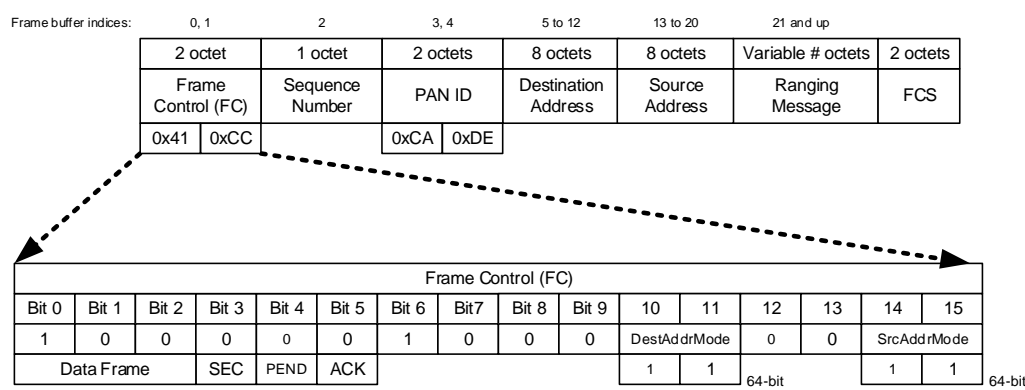 Frame buffer indices: 0, 1 2 3, 4 5 to 12 13 to 20 21 and up
2 octet 1 octet 2 octets 8 octets 8 octets Variable # octets 2 octets
Frame Control (FC) Sequence Number PAN ID Destination Address Source Address Ranging Message FCS
0x41 0xCC 0xCA 0xDE
Frame Control (FC)
Bit 0 Bit 1 Bit 2 Bit 3 Bit 4 Bit 5 Bit 6 Bit7 Bit 8 Bit 9 10 11 12 13 14 15
1 0 0 0 0 0 1 0 0 0 DestAddrMode 0 0 SrcAddrMode
Data Frame SEC PEND ACK 1 1 64-bit 1 1 64-bit